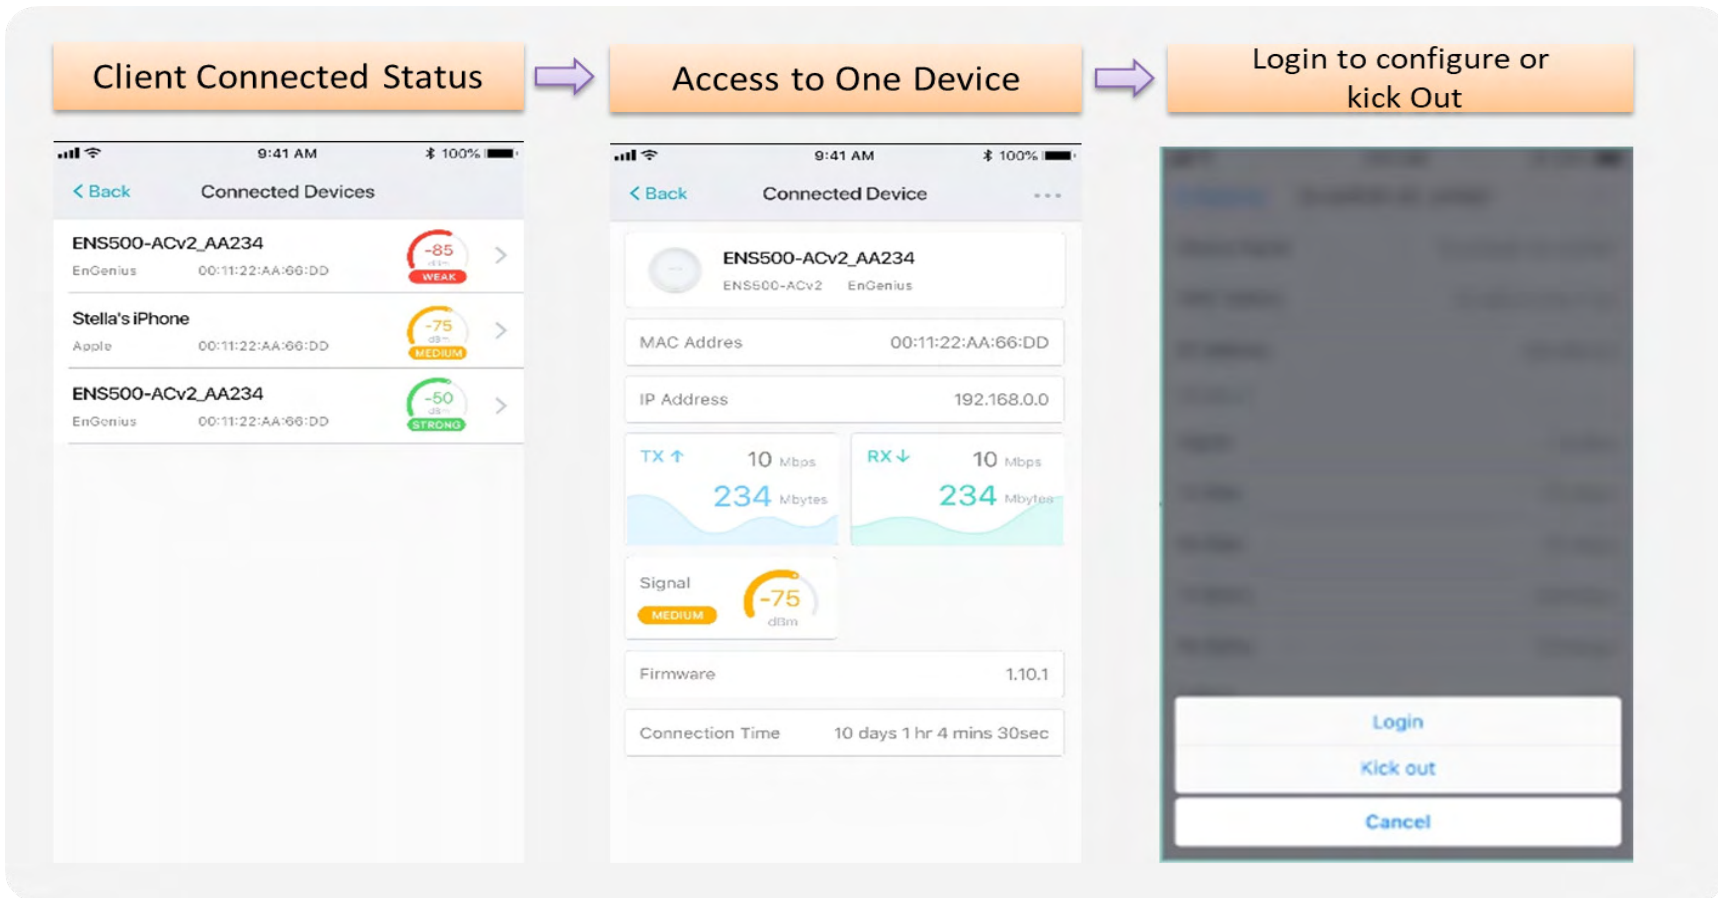 Client Connected Status
Access to One Device
Login to configure or
kick Out
9:41 AM
100%
Back
Connected Devices
ENS500-ACv2_AA234
EnGenius 00:11:22:AA:66:DD
-85
dBm
WEAK
Stella's iPhone
Apple 00:11:22:AA:66:DD
-75
dBm
MEDIUM
ENS500-ACv2_AA234
EnGenius 00:11:22:AA:66:DD
-50
dBm
STRONG
9:41 AM
100%
Back
Connected Device
ENS500-ACv2_AA234
ENS500-ACv2 EnGenius
MAC Addres 00:11:22:AA:66:DD
IP Address 192.168.0.0
TX 10 Mbps
234 Mbytes
RX 10 Mbps
234 Mbytes
Signal
MEDIUM
-75
dBm
Firmware 1.10.1
Connection Time 10 days 1 hr 4 mins 30sec
Login
Kick out
Cancel